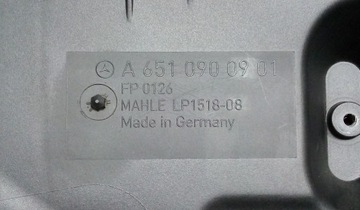 A 651 090 09 01
FP 0126
MAHLE LP1518-08
Made in Germany